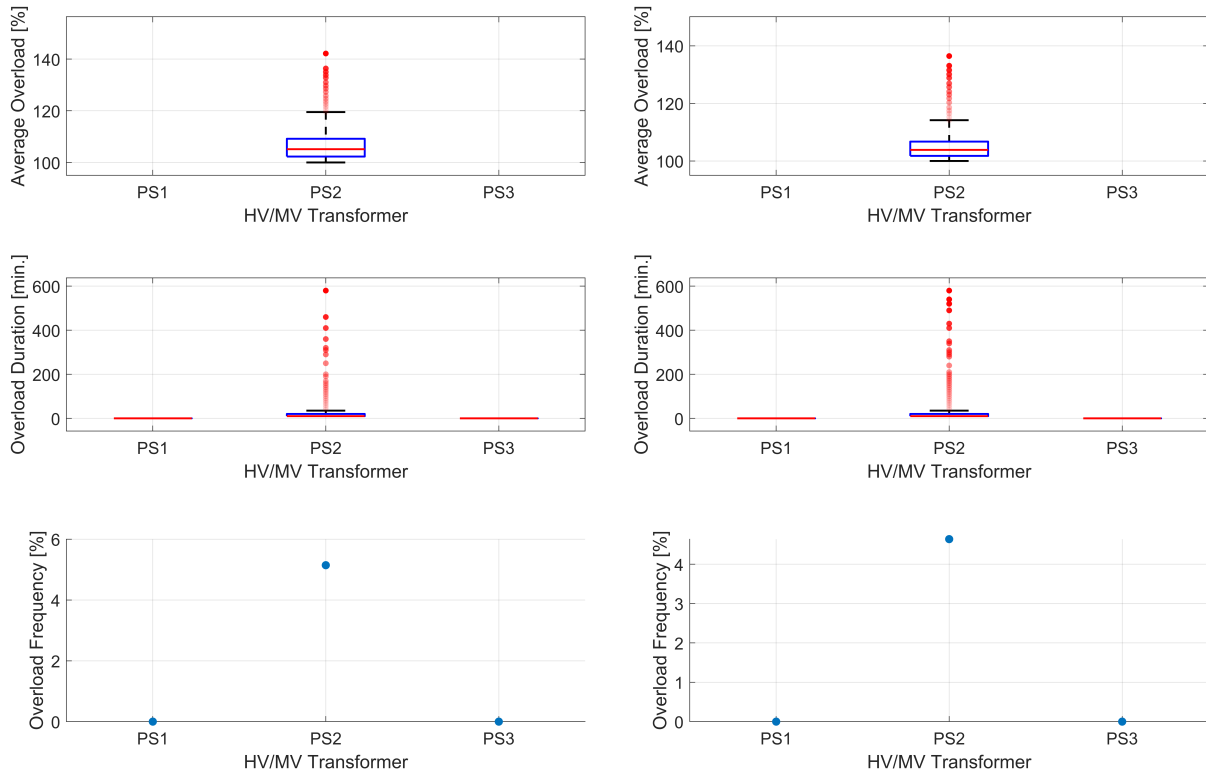 Average Overload [%]
140
120
100
PS1 PS2 PS3
HV/MV Transformer
Average Overload [%]
140
120
100
PS1 PS2 PS3
HV/MV Transformer
Overload Duration [min.]
600
400
200
0
PS1 PS2 PS3
HV/MV Transformer
Overload Duration [min.]
600
400
200
0
PS1 PS2 PS3
HV/MV Transformer
Overload Frequency [%]
6
4
2
0
PS1 PS2 PS3
HV/MV Transformer
Overload Frequency [%]
4
3
2
1
0
PS1 PS2 PS3
HV/MV Transformer